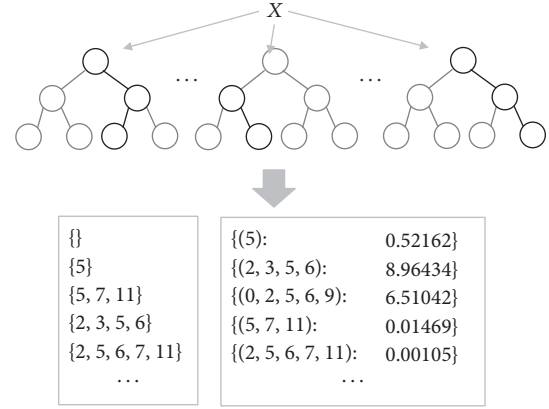 X
... ...
{}
{5}
{5, 7, 11}
{2, 3, 5, 6}
{2, 5, 6, 7, 11}
...
{(5): 0.52162}
{(2, 3, 5, 6): 8.96434}
{(0, 2, 5, 6, 9): 6.51042}
{(5, 7, 11): 0.01469}
{(2, 5, 6, 7, 11): 0.00105}
...